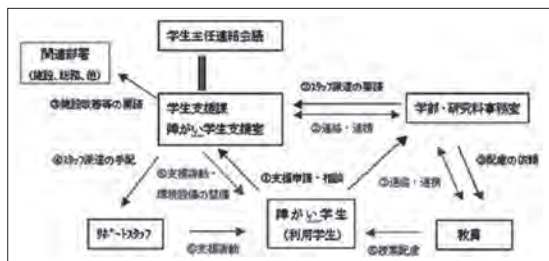 学生主任連絡会議
関連部署
(施設、総務、他)
②スタッフ派遣の要請
③施設改善等の要請
学生支援課
障がい学生支援室
学部・研究科事務室
②連絡・連携
④スタッフ派遣の手配
①支援申請・相談
③配慮の依頼
⑥支援活動・
環境設備の整備
⑦連絡・連携
障がい学生
(利用学生)
サポートスタッフ
教員
⑤支援活動
⑤授業配慮